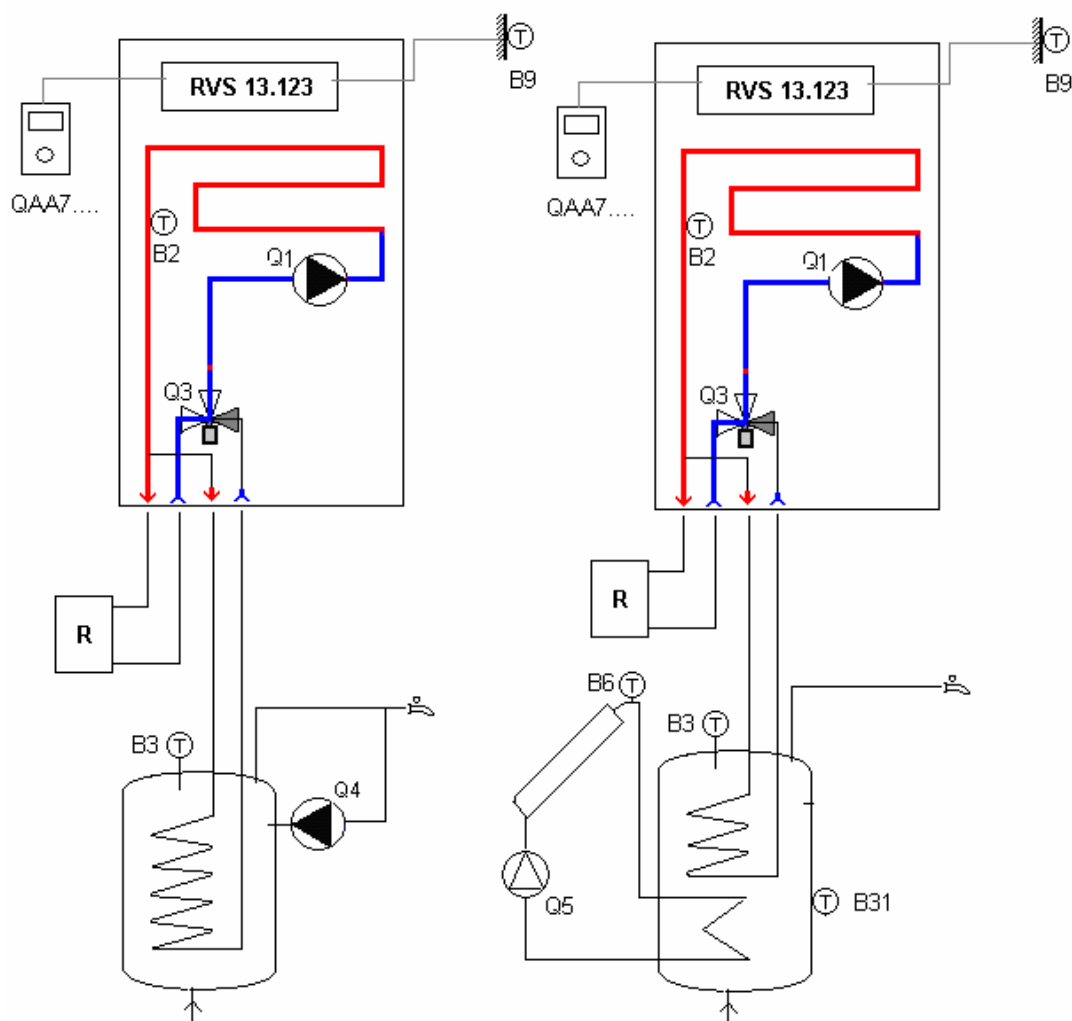 T
B9
RVS 13.123
QAA7....
T
B2
Q1
Q3
R
B3
T
Q4
T
B9
RVS 13.123
QAA7....
T
B2
Q1
Q3
R
B6
T
B3
T
Q5
T
B31